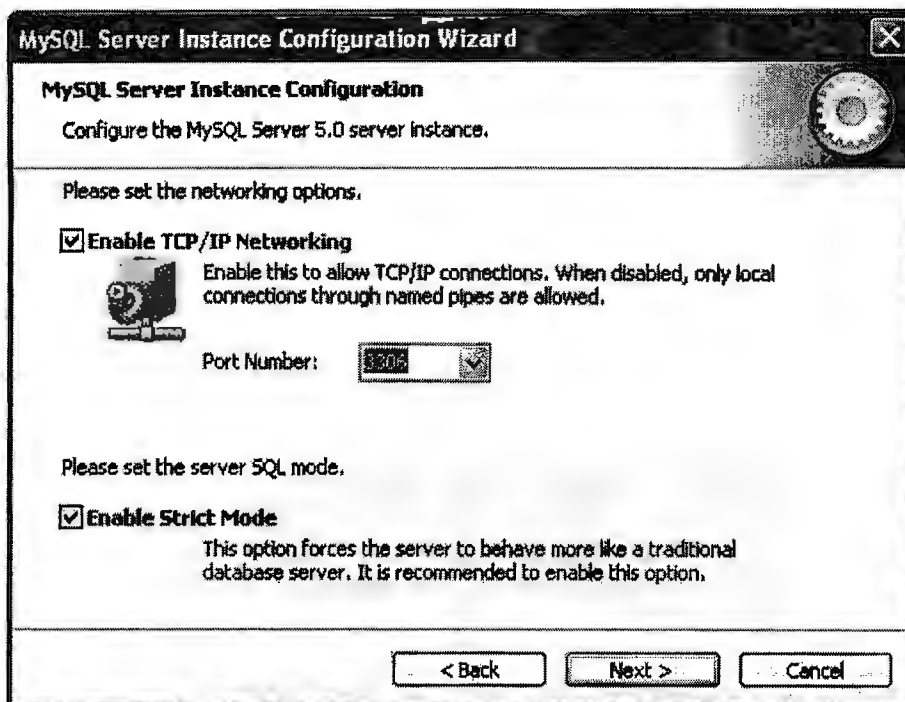 MySQL Server Instance Configuration Wizard
MySQL Server Instance Configuration
Configure the MySQL Server 5.0 server instance.
Please set the networking options.
Enable TCP/IP Networking
Enable this to allow TCP/IP connections. When disabled, only local
connections through named pipes are allowed.
Port Number: 3306
Please set the server SQL mode.
Enable Strict Mode
This option forces the server to behave more like a traditional
database server. It is recommended to enable this option.
< Back Next > Cancel